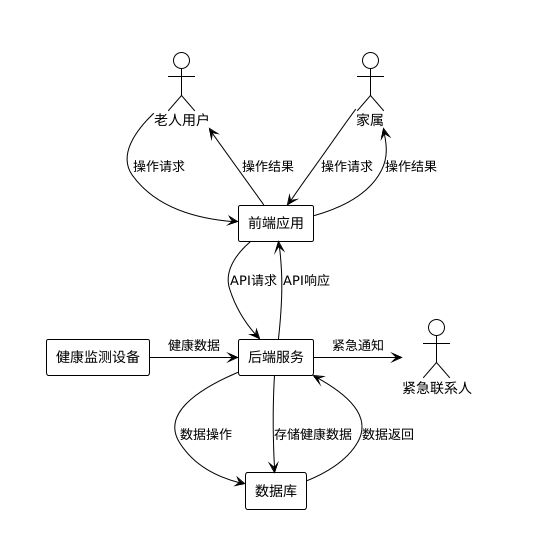 老人用户
家属
操作请求
操作结果
操作请求
操作结果
前端应用
API请求
API响应
健康监测设备
健康数据
后端服务
紧急通知
紧急联系人
数据操作
存储健康数据
数据返回
数据库